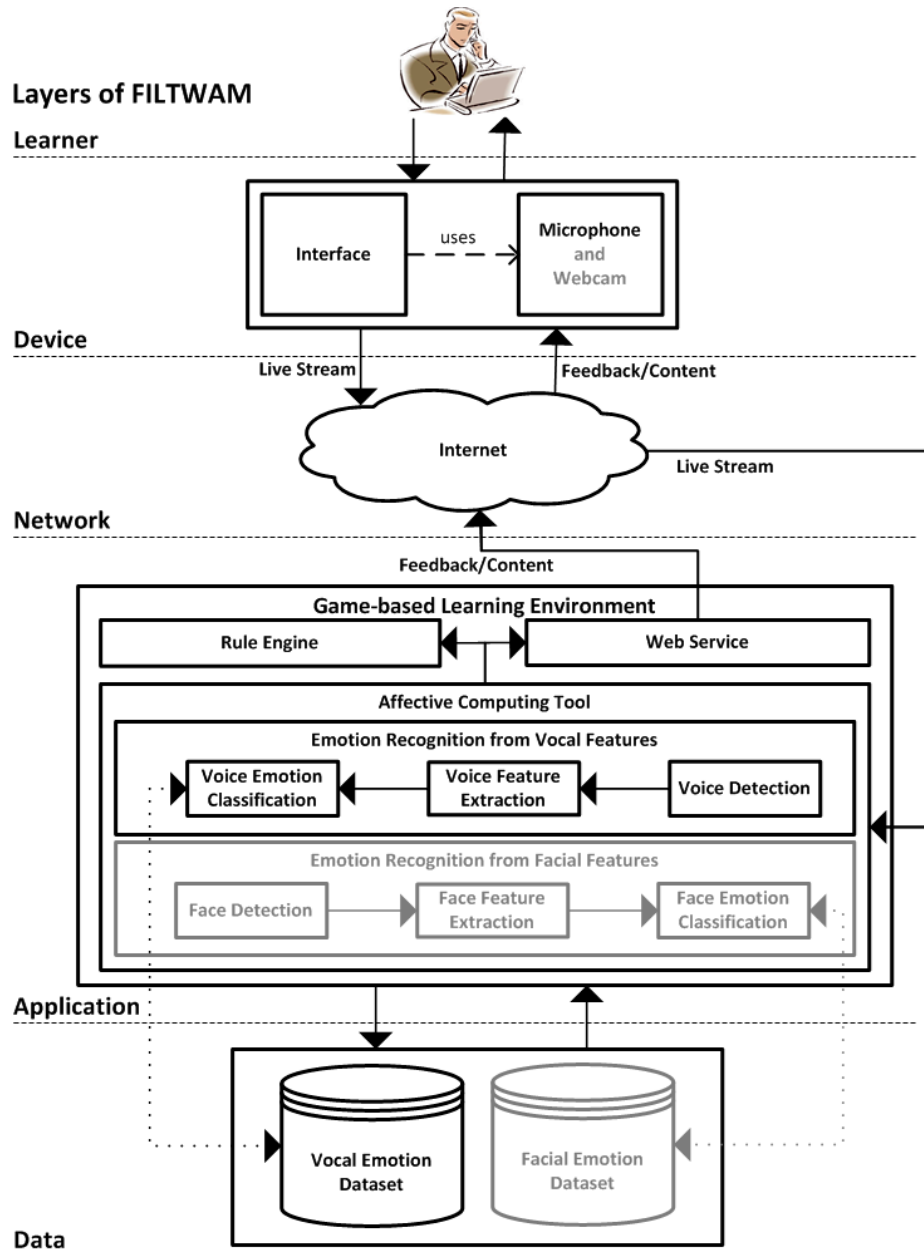 Layers of FILTWAM
Learner
Interface
uses
Microphone
and
Webcam
Device
Live Stream
Feedback/Content
Internet
Live Stream
Network
Feedback/Content
Game-based Learning Environment
Rule Engine
Web Service
Affective Computing Tool
Emotion Recognition from Vocal Features
Voice Emotion
Classification
Voice Feature
Extraction
Voice Detection
Emotion Recognition from Facial Features
Face Detection
Face Feature
Extraction
Face Emotion
Classification
Application
Vocal Emotion
Dataset
Facial Emotion
Dataset
Data